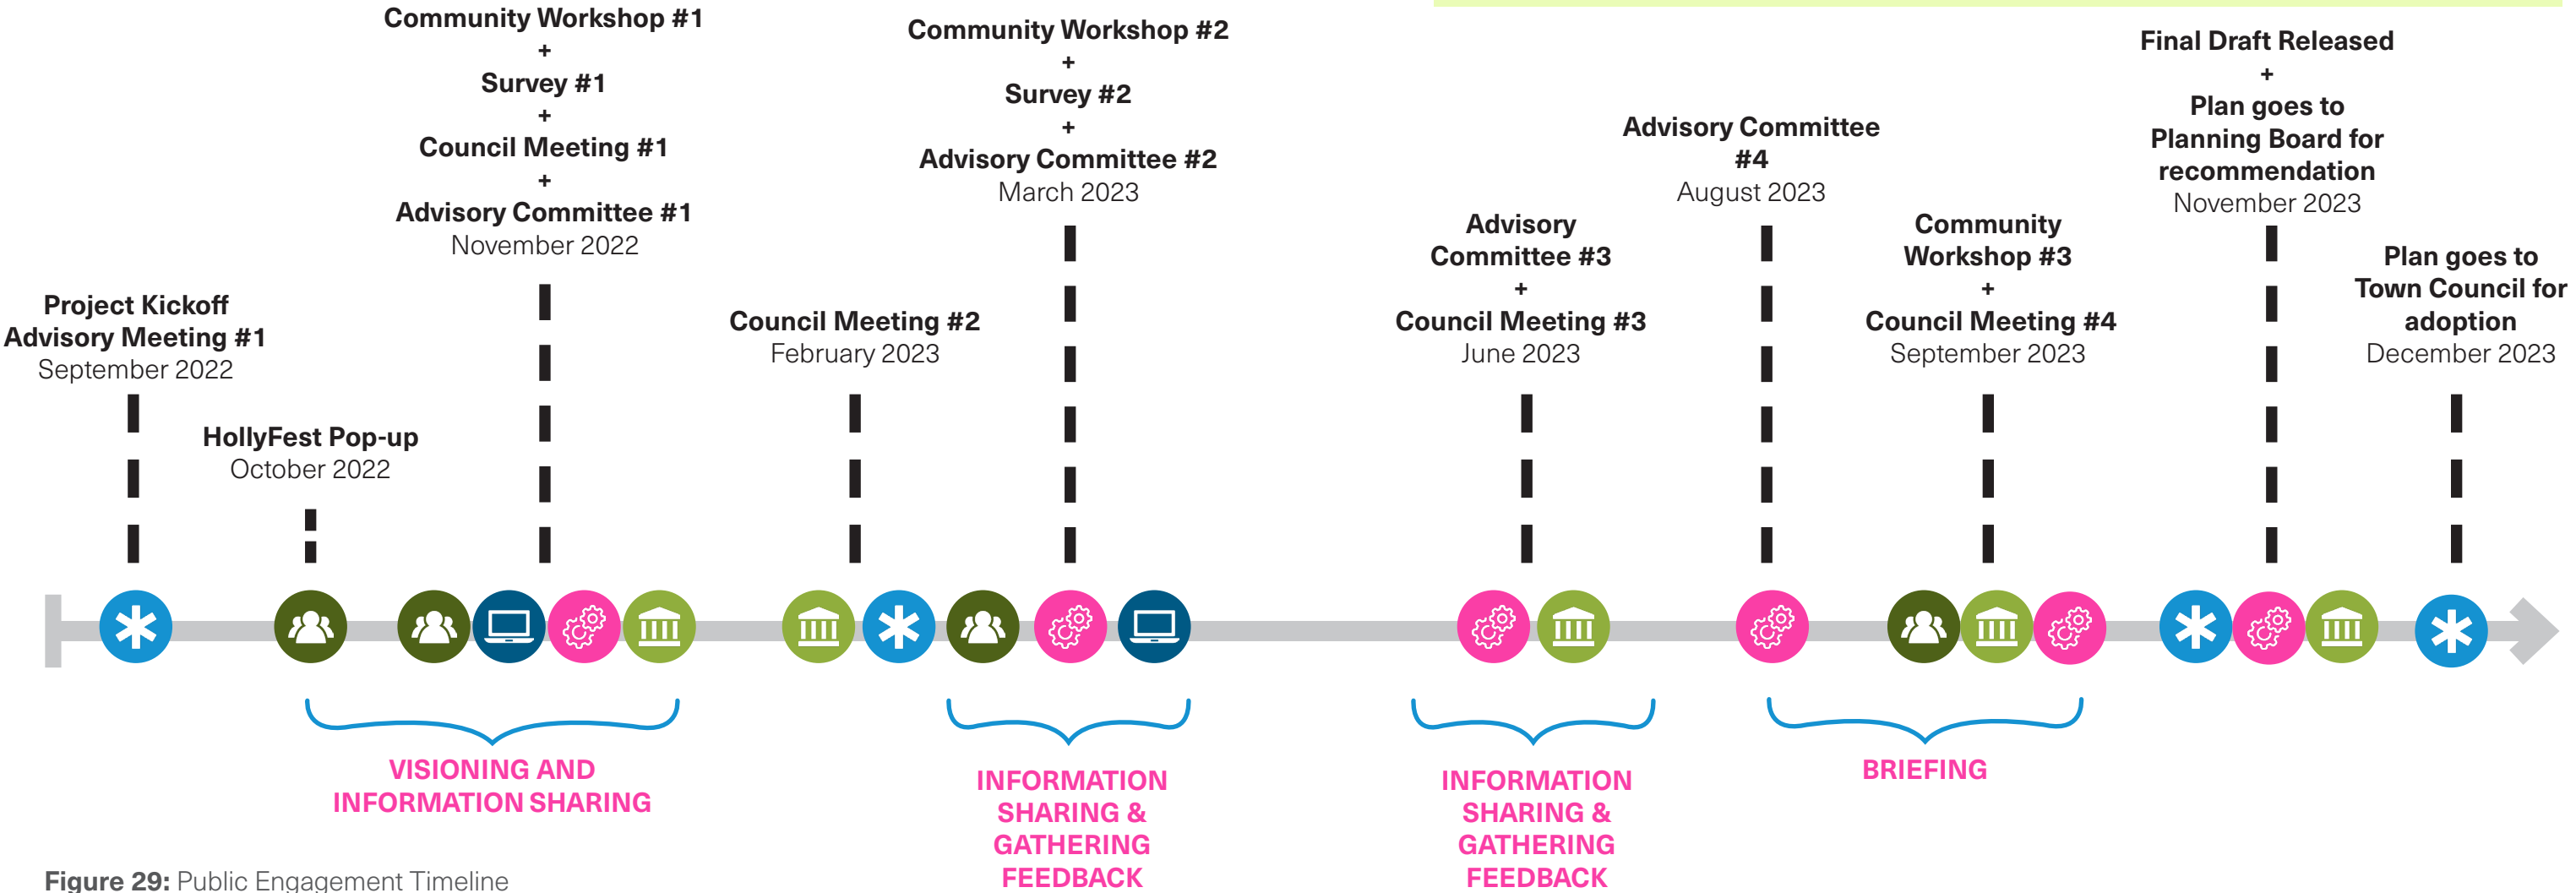 Project Kickoff
Advisory Meeting #1
September 2022
HollyFest Pop-up
October 2022
Community Workshop #1
+
Survey #1
+
Council Meeting #1
+
Advisory Committee #1
November 2022
Council Meeting #2
February 2023
Community Workshop #2
+
Survey #2
+
Advisory Committee #2
March 2023
Advisory
Committee #3
+
Council Meeting #3
June 2023
Advisory Committee
#4
August 2023
Community
Workshop #3
+
Council Meeting #4
September 2023
Final Draft Released
+
Plan goes to
Planning Board for
recommendation
November 2023
Plan goes to
Town Council for
adoption
December 2023
VISIONING AND
INFORMATION SHARING
INFORMATION
SHARING &
GATHERING
FEEDBACK
INFORMATION
SHARING &
GATHERING
FEEDBACK
BRIEFING
Figure 29: Public Engagement Timeline